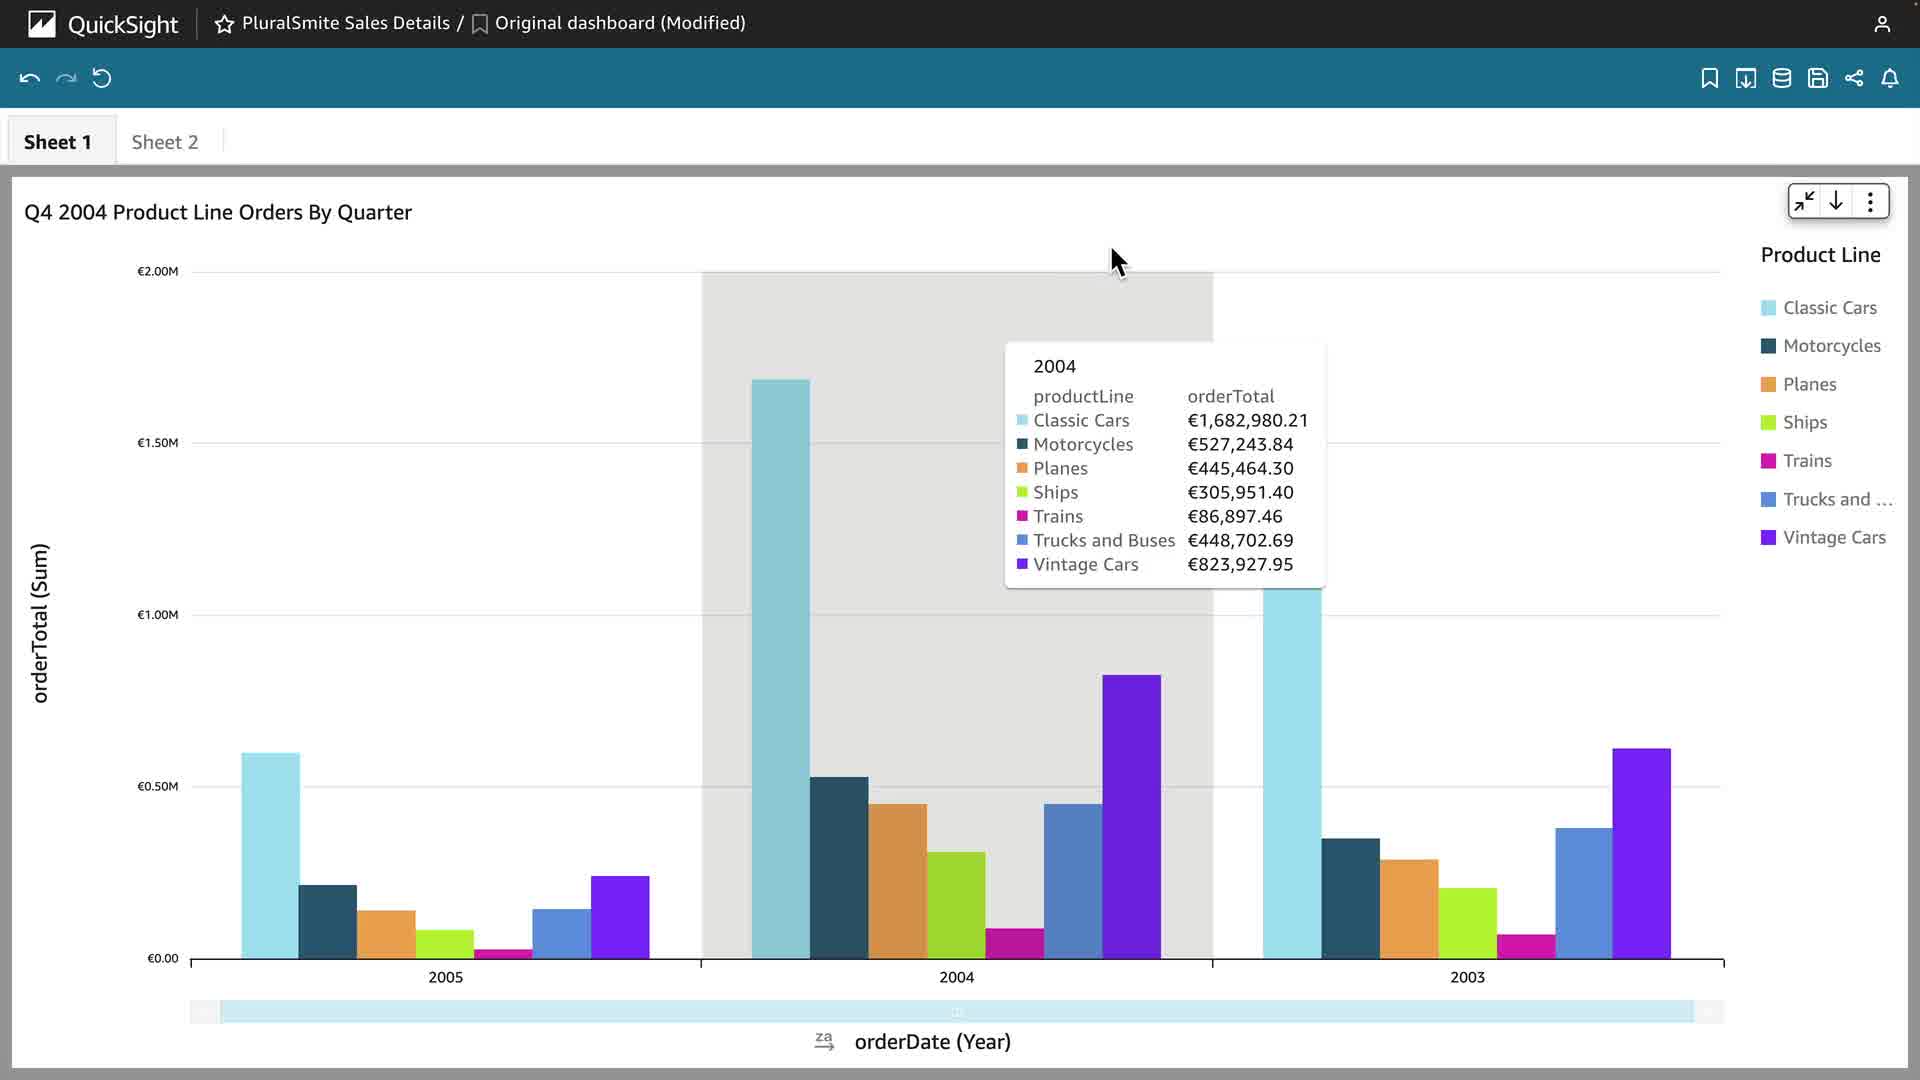 QuickSight
PluralSmite Sales Details / Original dashboard (Modified)
Sheet 1
Sheet 2
Q4 2004 Product Line Orders By Quarter
Product Line
Classic Cars
Motorcycles
Planes
Ships
Trains
Trucks and ...
Vintage Cars
€2.00M
€1.50M
€1.00M
€0.50M
€0.00
orderTotal (Sum)
2004
productLine orderTotal
Classic Cars €1,682,980.21
Motorcycles €527,243.84
Planes €445,464.30
Ships €305,951.40
Trains €86,897.46
Trucks and Buses €448,702.69
Vintage Cars €823,927.95
2005
2004
2003
za
orderDate (Year)